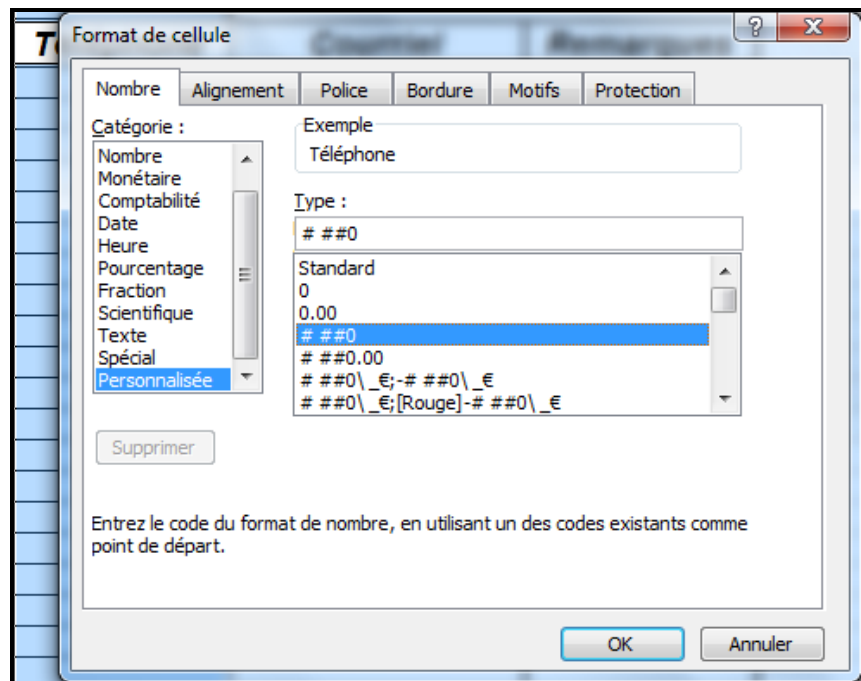 Format de cellule
Courriel
Remarques
Nombre Alignement Police Bordure Motifs Protection
Catégorie :
Nombre
Monétaire
Comptabilité
Date
Heure
Pourcentage
Fraction
Scientifique
Texte
Spécial
Personnalisée
Supprimer
Exemple
Téléphone
Type :
# ##0
Standard
0
0.00
# ##0
# ##0.00
# ##0\ _€;-# ##0\ _€
# ##0\ _€;[Rouge]-# ##0\ _€
Entrez le code du format de nombre, en utilisant un des codes existants comme
point de départ.
OK Annuler